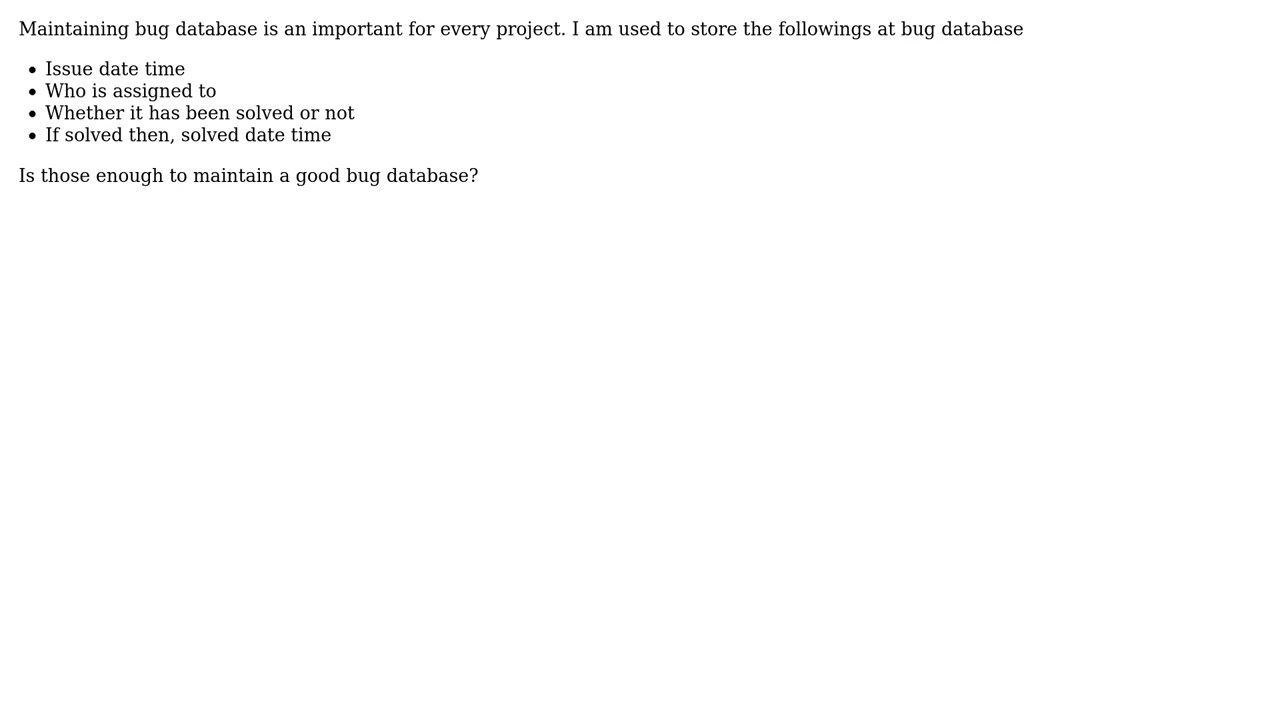 Maintaining bug database is an important for every project. I am used to store the followings at bug database
• Issue date time
• Who is assigned to
• Whether it has been solved or not
• If solved then, solved date time
Is those enough to maintain a good bug database?